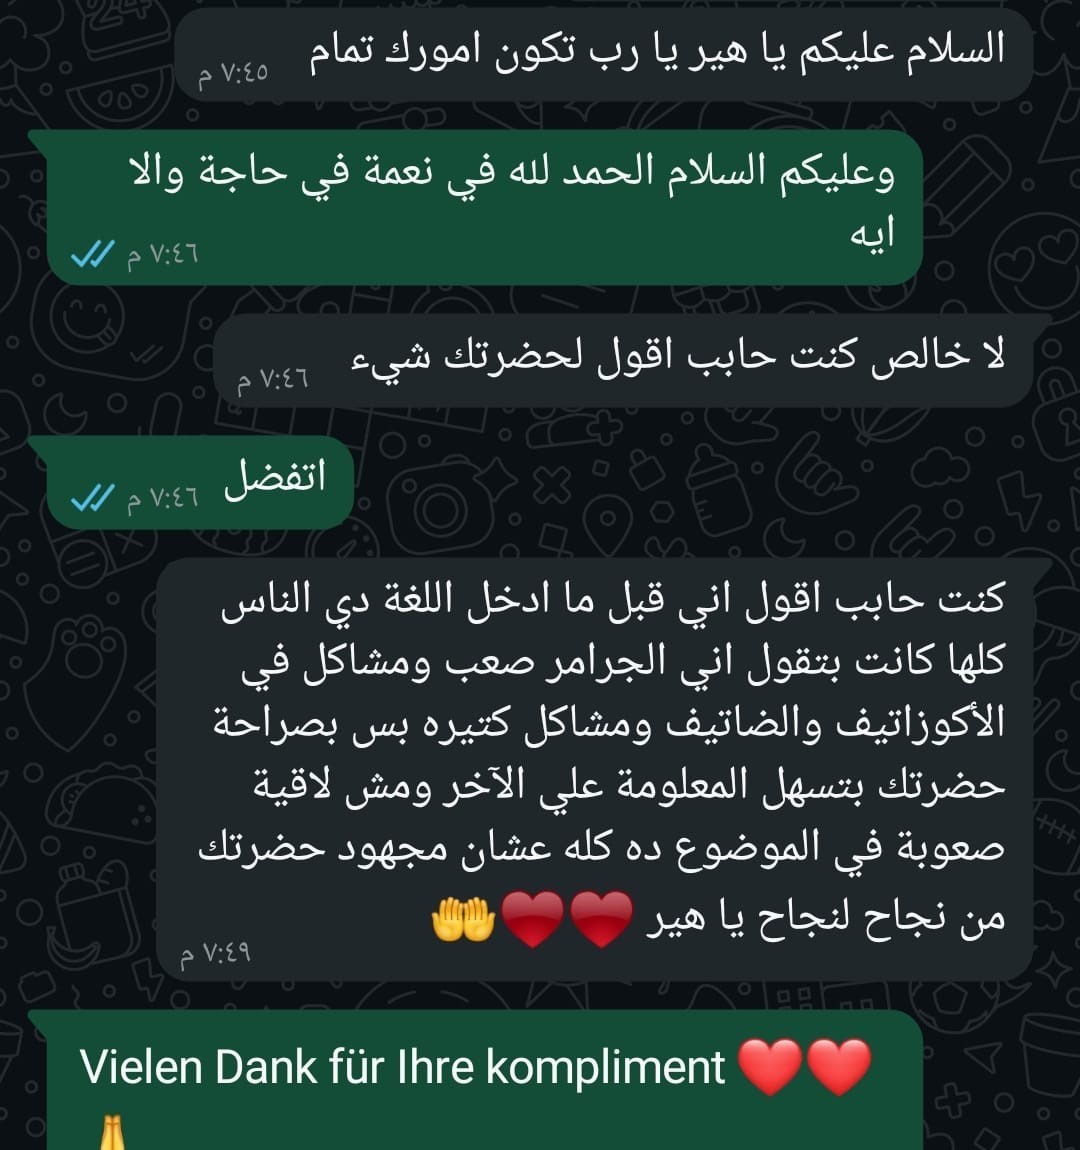 السلام عليكم يا هير يا رب تكون امورك تمام
٧:٤٥ م
وعليكم السلام الحمد لله في نعمة في حاجة والا
ايه
٧:٤٦ م
لا خالص كنت حابب اقول لحضرتك شيء
٧:٤٦ م
اتفضل
٧:٤٦ م
كنت حابب اقول اني قبل ما ادخل اللغة دي الناس
كلها كانت بتقول اني الجرامر صعب ومشاكل في
الأكوزاتيف والضاتيف ومشاكل كتيره بس بصراحة
حضرتك بتسهل المعلومة علي الآخر ومش لاقية
صعوبة في الموضوع ده كله عشان مجهود حضرتك
من نجاح لنجاح يا هير ❤️❤️🤲
٧:٤٩ م
Vielen Dank für Ihre kompliment ❤️❤️
🙏